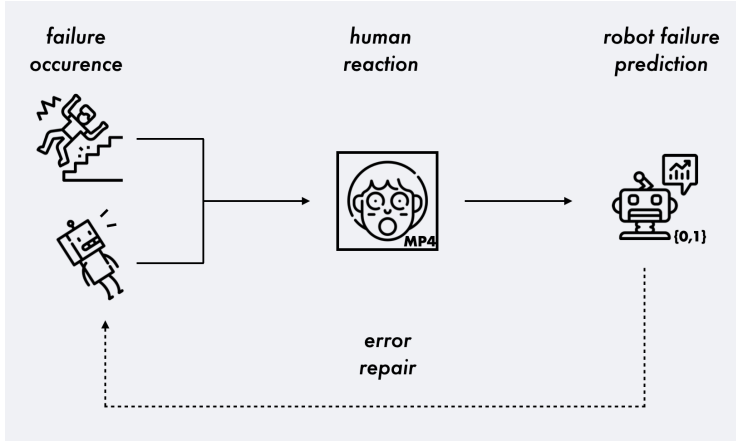 failure
occurence
human
reaction
robot failure
prediction
MP4
{0,1}
error
repair